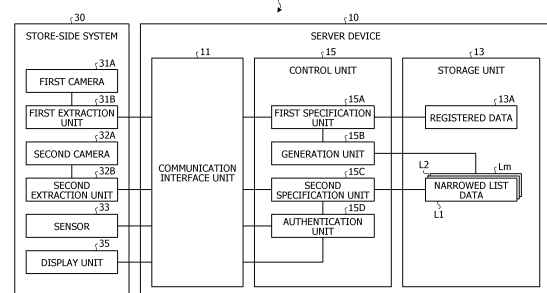 30
10
STORE-SIDE SYSTEM
SERVER DEVICE
31A
11
15
13
FIRST CAMERA
CONTROL UNIT
STORAGE UNIT
31B
15A
13A
FIRST EXTRACTION
UNIT
FIRST SPECIFICATION
UNIT
REGISTERED DATA
32A
15B
SECOND CAMERA
GENERATION UNIT
32B
COMMUNICATION
INTERFACE UNIT
15C
L2
Lm
SECOND
EXTRACTION UNIT
SECOND
SPECIFICATION UNIT
NARROWED LIST
DATA
33
15D
L1
SENSOR
AUTHENTICATION
UNIT
35
DISPLAY UNIT